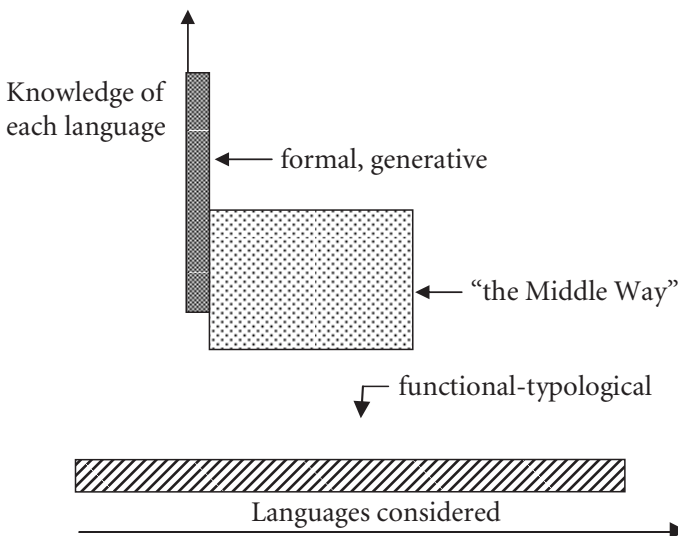 Knowledge of
each language
formal, generative
“the Middle Way”
functional-typological
Languages considered